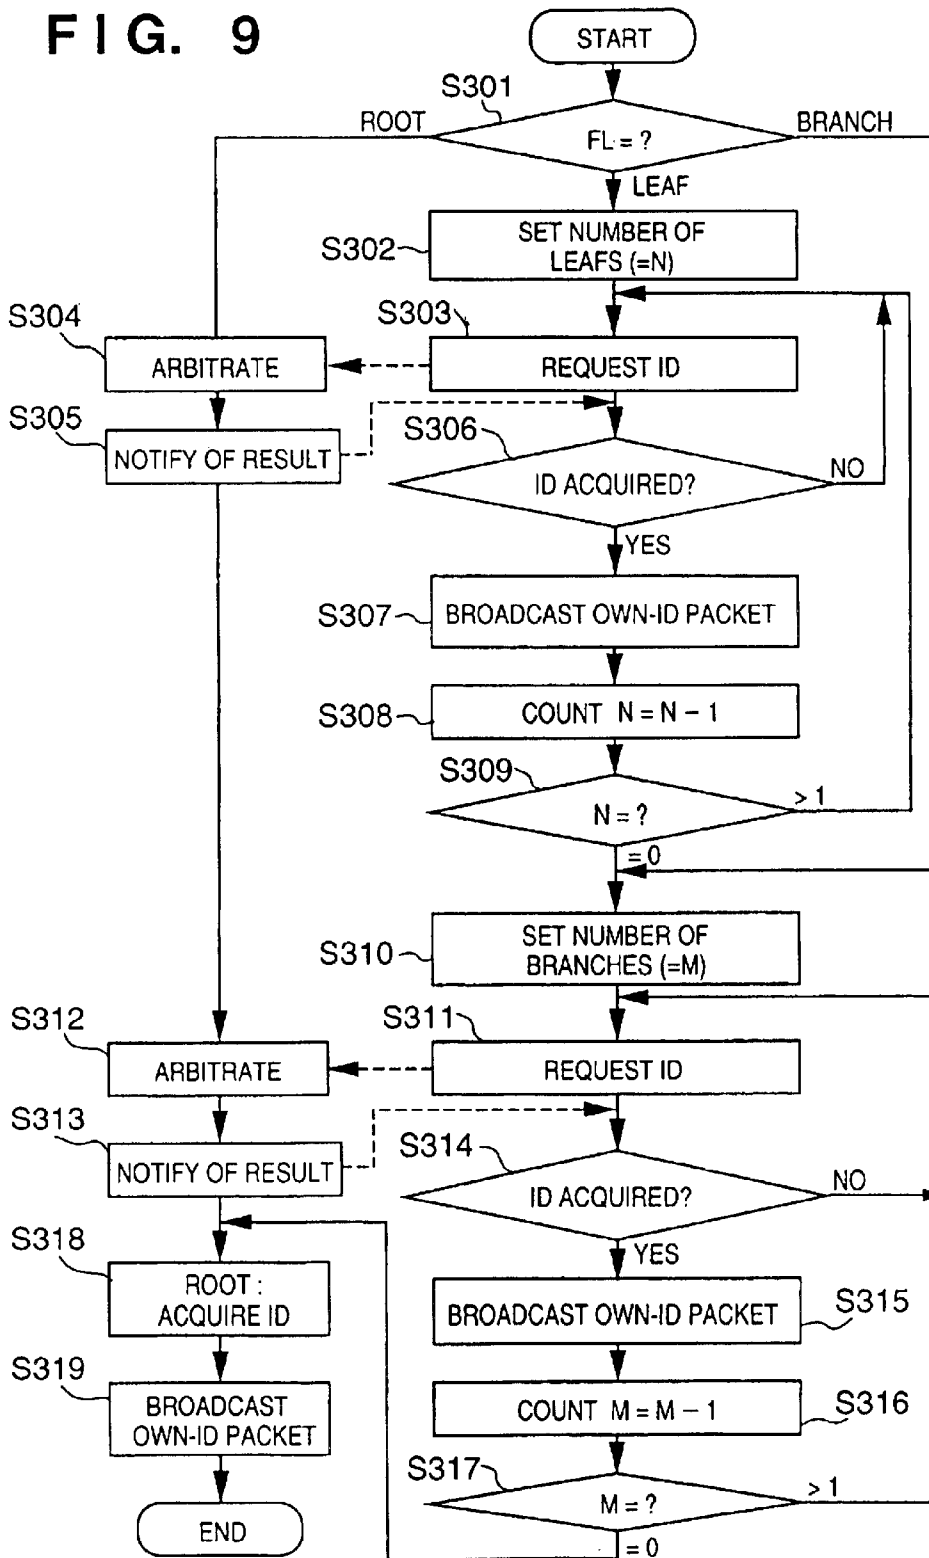 FIG. 9
START
S301
ROOT
BRANCH
FL = ?
LEAF
S302
SET NUMBER OF
LEAFS (=N)
S304
S303
ARBITRATE
REQUEST ID
S305
S306
NOTIFY OF RESULT
ID ACQUIRED?
NO
YES
S307
BROADCAST OWN-ID PACKET
S308
COUNT N = N – 1
S309
N = ?
> 1
= 0
S310
SET NUMBER OF
BRANCHES (=M)
S312
S311
ARBITRATE
REQUEST ID
S313
S314
NOTIFY OF RESULT
ID ACQUIRED?
NO
YES
S318
ROOT :
ACQUIRE ID
BROADCAST OWN-ID PACKET
S315
S319
BROADCAST
OWN-ID PACKET
COUNT M = M – 1
S316
S317
M = ?
> 1
= 0
END